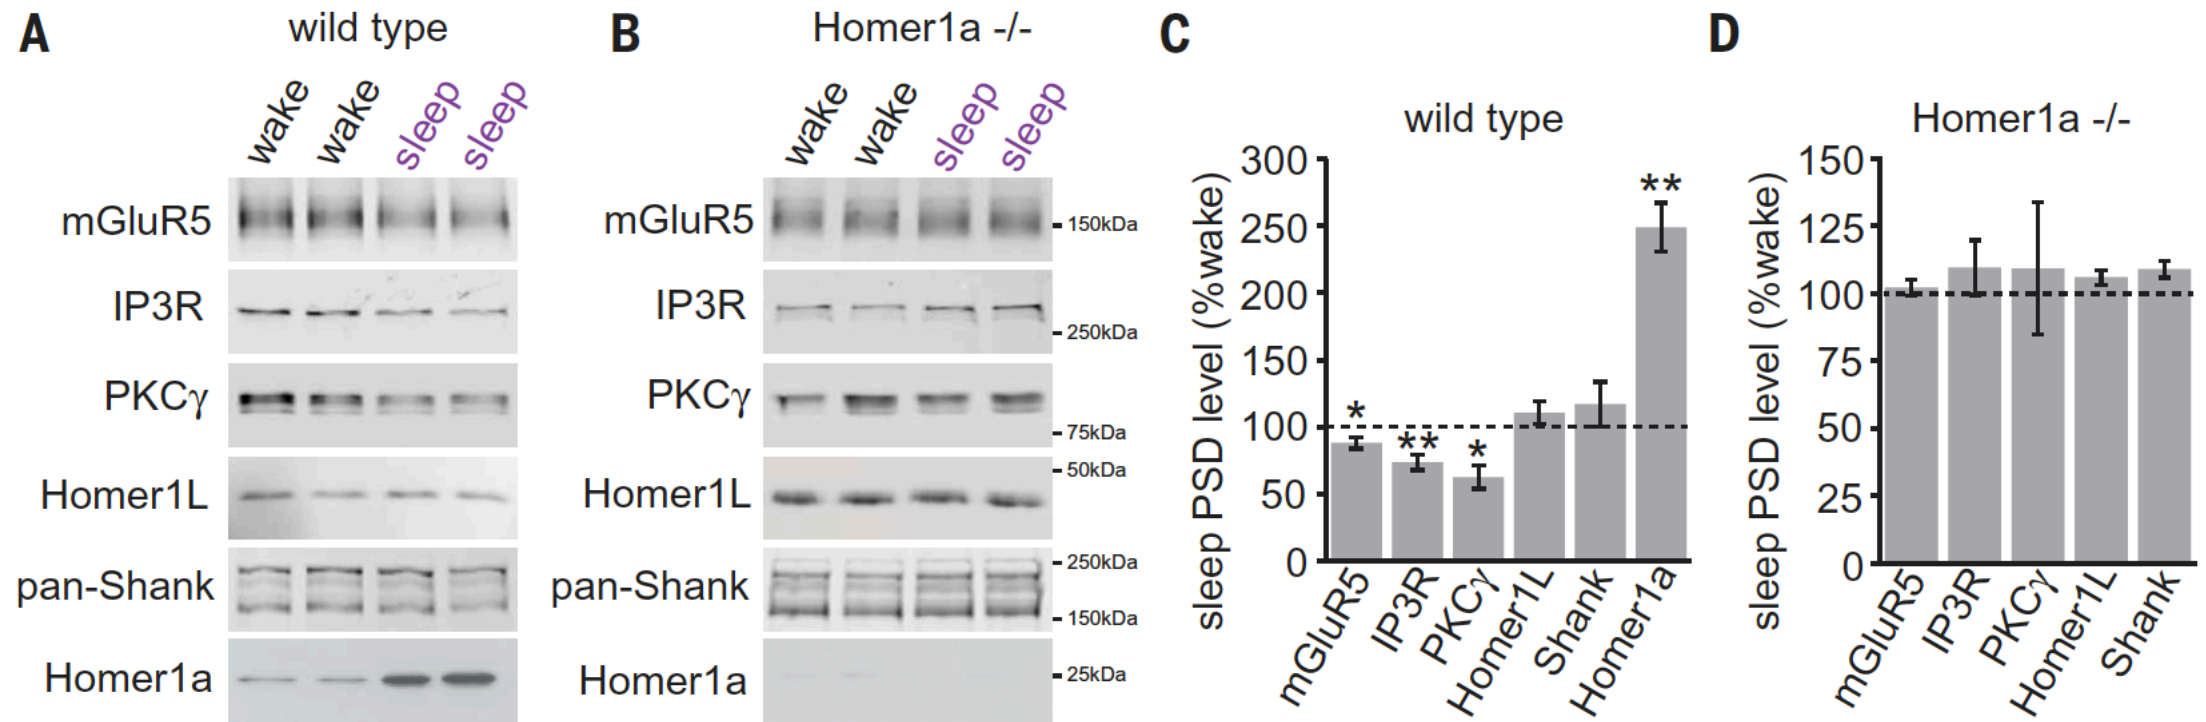 A
wild type
wake wake sleep sleep
mGluR5
IP3R
PKCγ
Homer1L
pan-Shank
Homer1a
B
Homer1a -/-
wake wake sleep sleep
mGluR5
150kDa
IP3R
250kDa
PKCγ
75kDa
50kDa
Homer1L
250kDa
pan-Shank
150kDa
Homer1a
25kDa
C
wild type
sleep PSD level (%wake)
300
250
200
150
100
50
0
**
*
**
*
mGluR5 IP3R PKCγ Homer1L Shank Homer1a
D
Homer1a -/-
sleep PSD level (%wake)
150
125
100
75
50
25
0
mGluR5 IP3R PKCγ Homer1L Shank